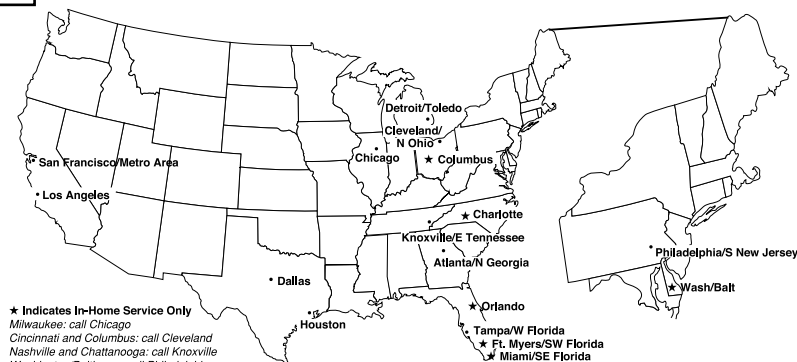 Detroit/Toledo
Cleveland/
N Ohio
Chicago
★ Columbus
San Francisco/Metro Area
Los Angeles
★ Charlotte
Knoxville/E Tennessee
Atlanta/N Georgia
Philadelphia/S New Jersey
★ Wash/Balt
Dallas
Houston
★ Orlando
Tampa/W Florida
★ Ft. Myers/SW Florida
★ Miami/SE Florida
★ Indicates In-Home Service Only
Milwaukee: call Chicago
Cincinnati and Columbus: call Cleveland
Nashville and Chattanooga: call Knoxville